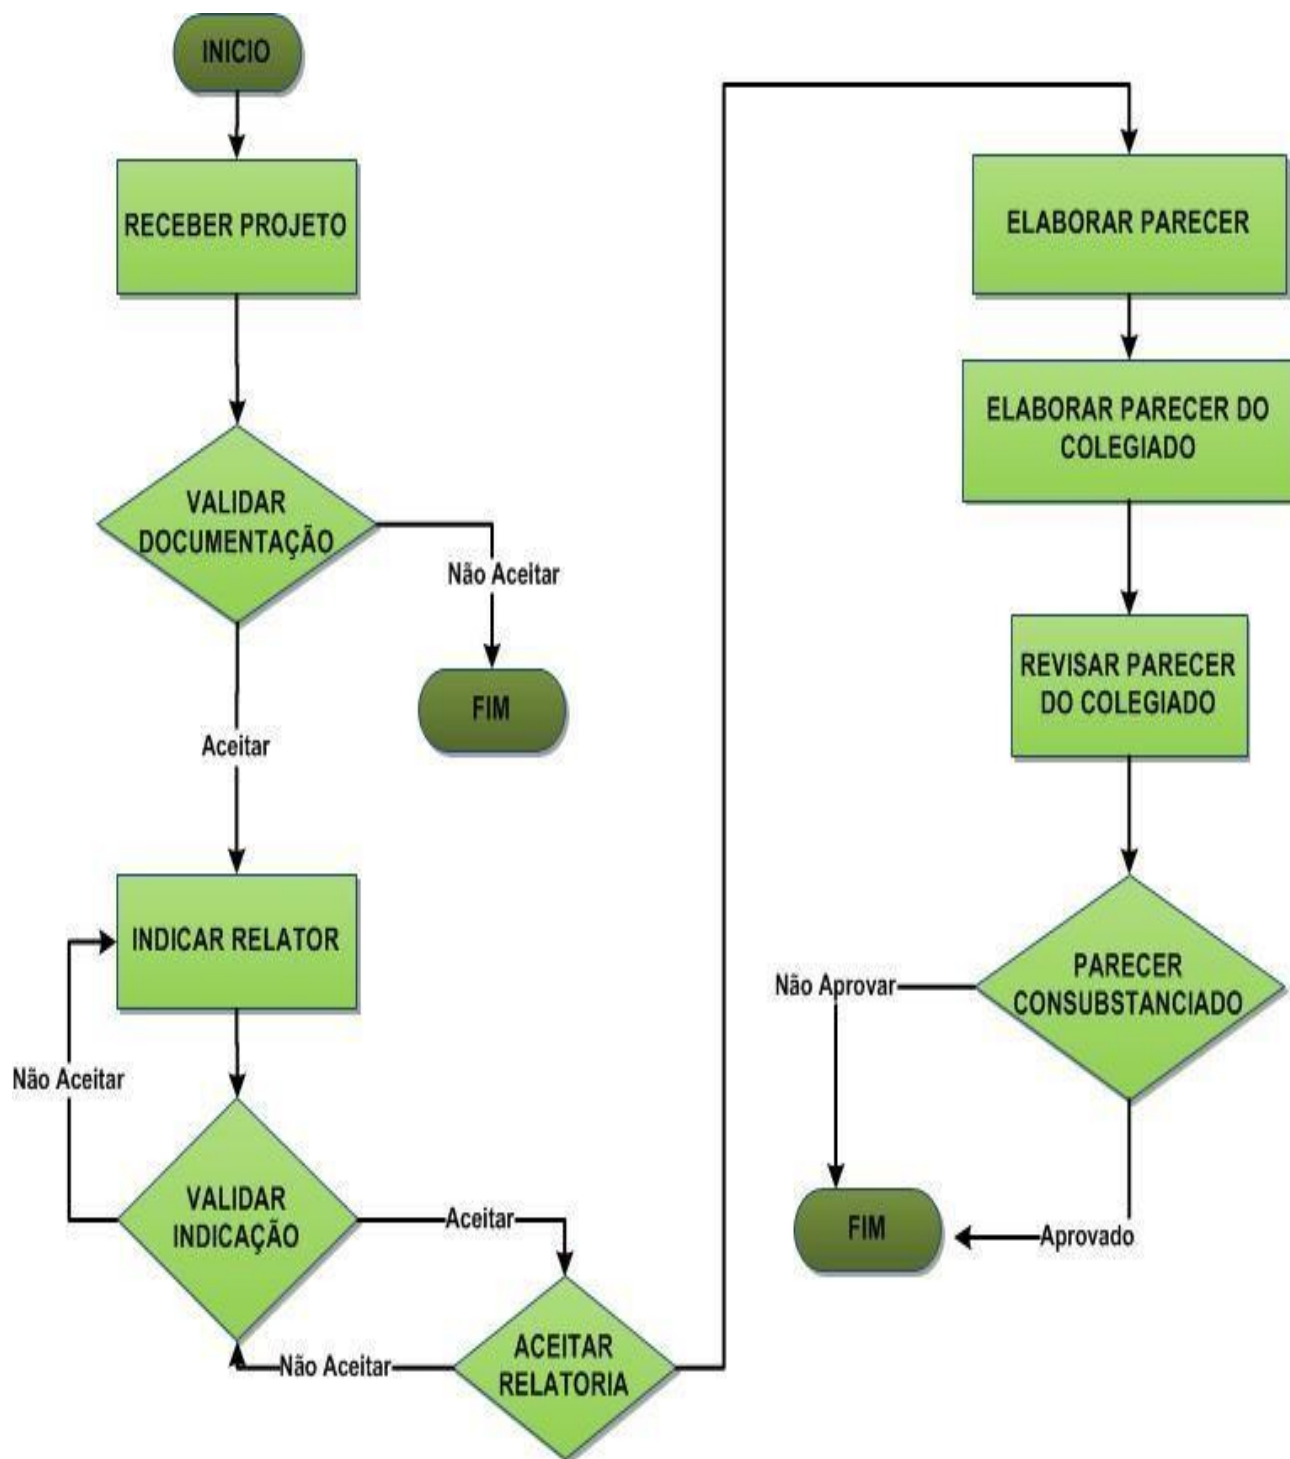 INICIO
RECEBER PROJETO
VALIDAR
DOCUMENTAÇÃO
Não Aceitar
FIM
Aceitar
INDICAR RELATOR
Não Aceitar
VALIDAR
INDICAÇÃO
Aceitar
Não Aceitar
ACEITAR
RELATORIA
ELABORAR PARECER
ELABORAR PARECER DO
COLEGIADO
REVISAR PARECER
DO COLEGIADO
PARECER
CONSUBSTANCIADO
Não Aprovar
FIM
Aprovado